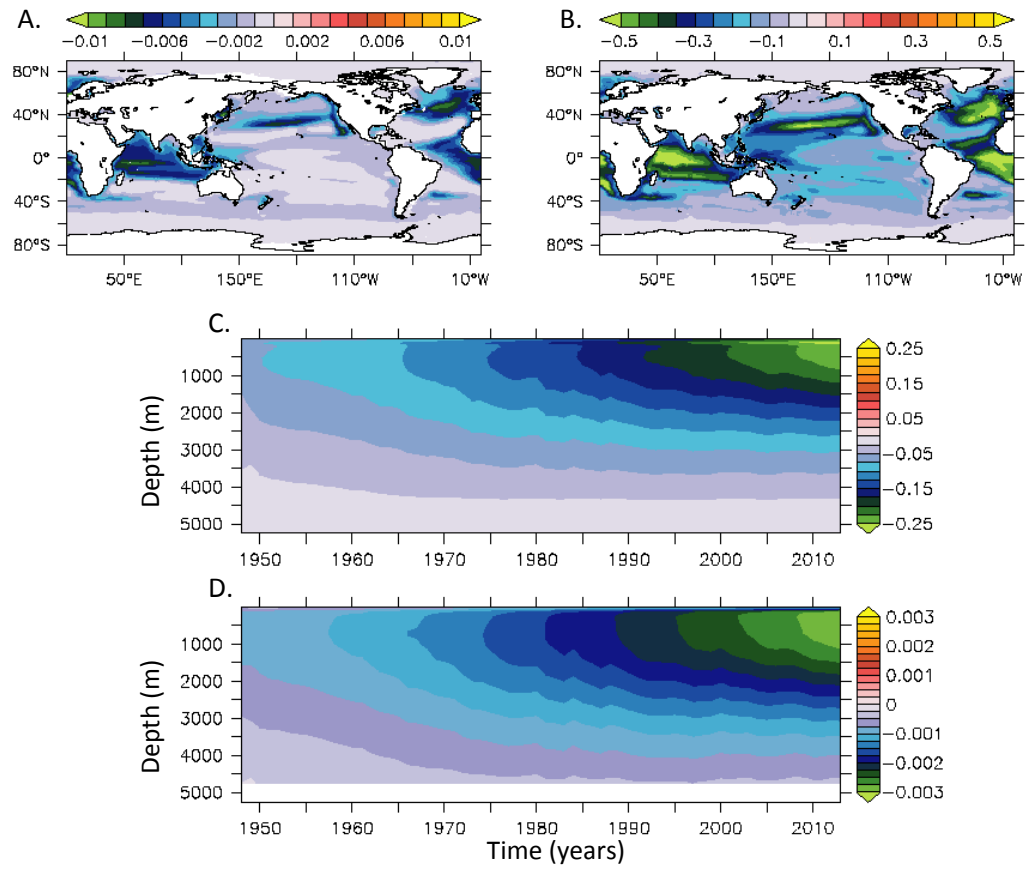 A.
−0.01 −0.006 −0.002 0.002 0.006 0.01
80°N
40°N
0°
40°S
80°S
50°E 150°E 110°W 10°W
B.
−0.5 −0.3 −0.1 0.1 0.3 0.5
80°N
40°N
0°
40°S
80°S
50°E 150°E 110°W 10°W
C.
Depth (m)
1000
2000
3000
4000
5000
1950 1960 1970 1980 1990 2000 2010
0.25
0.15
0.05
−0.05
−0.15
−0.25
D.
Depth (m)
1000
2000
3000
4000
5000
1950 1960 1970 1980 1990 2000 2010
Time (years)
0.003
0.002
0.001
0
−0.001
−0.002
−0.003